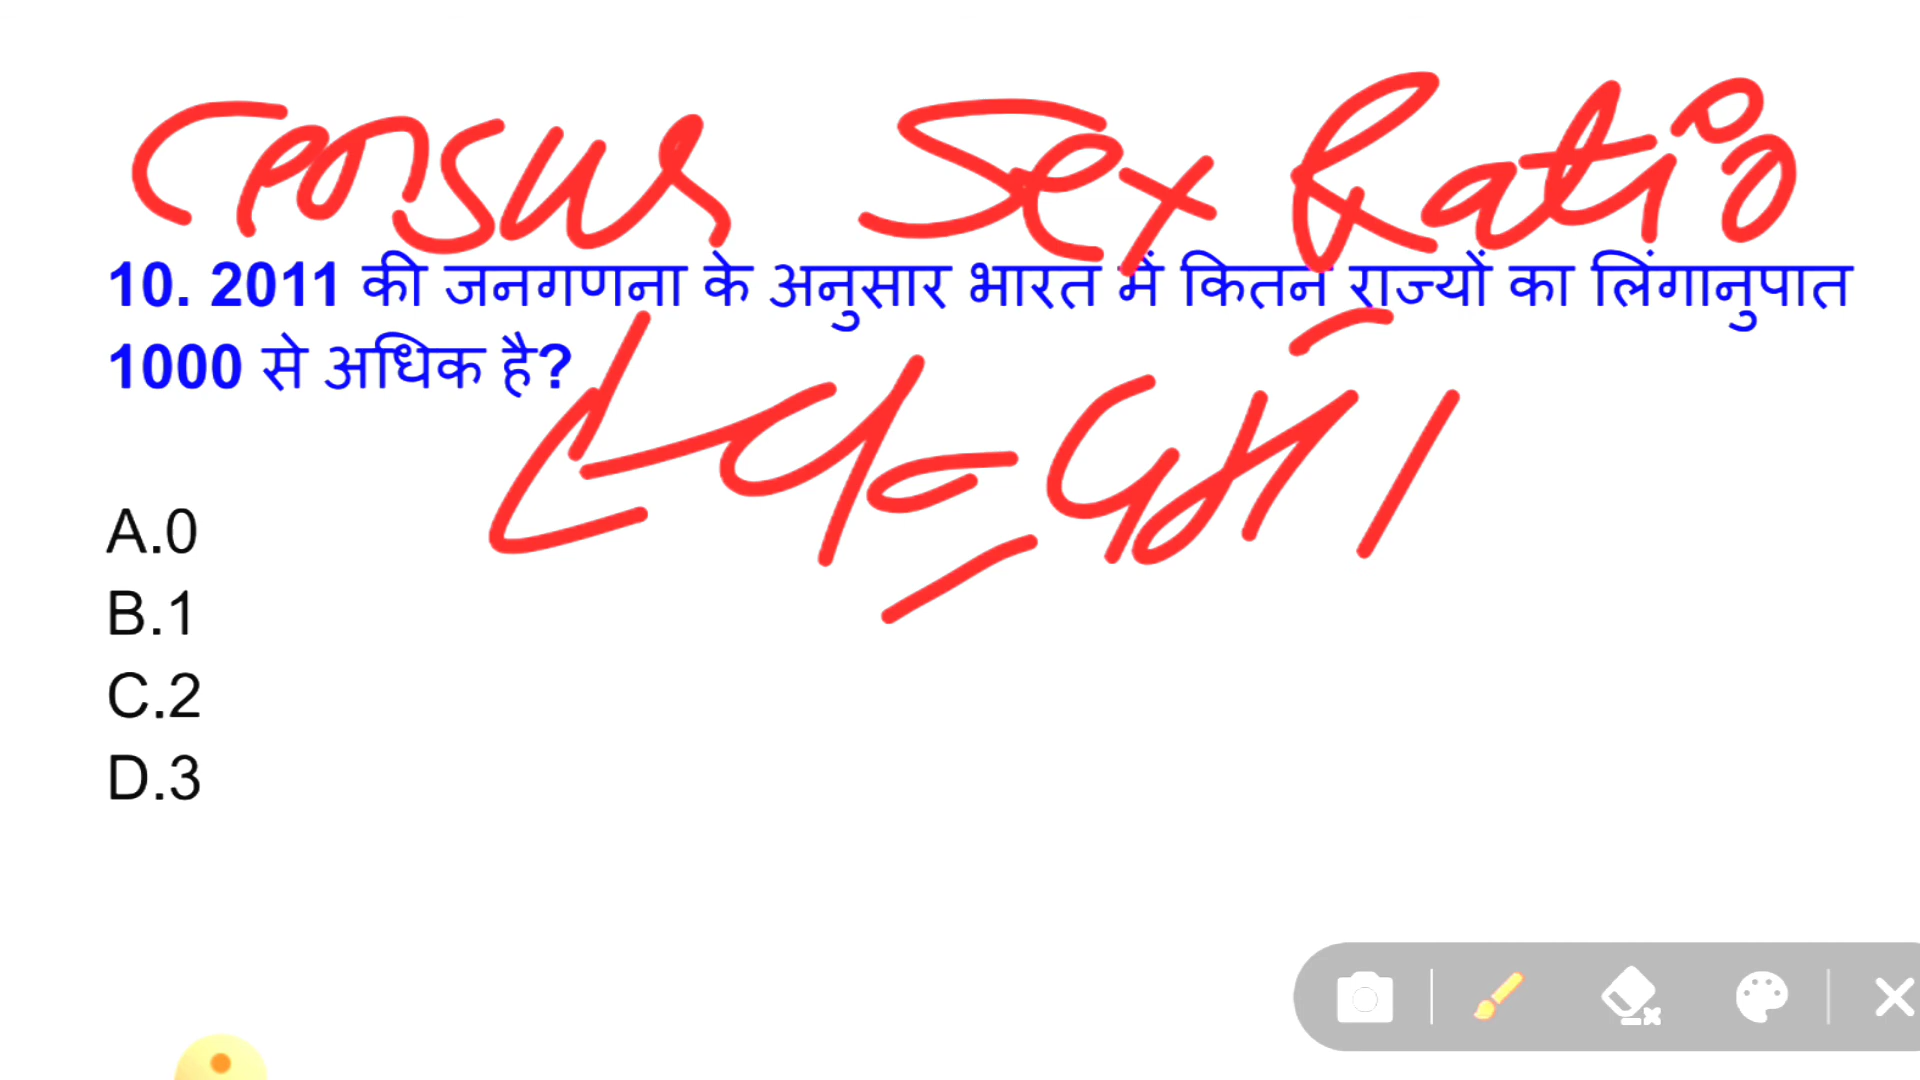 Census Sex Ratio
10. 2011 की जनगणना के अनुसार भारत में कितने राज्यों का लिंगानुपात
1000 से अधिक है?
A.0
B.1
C.2
D.3